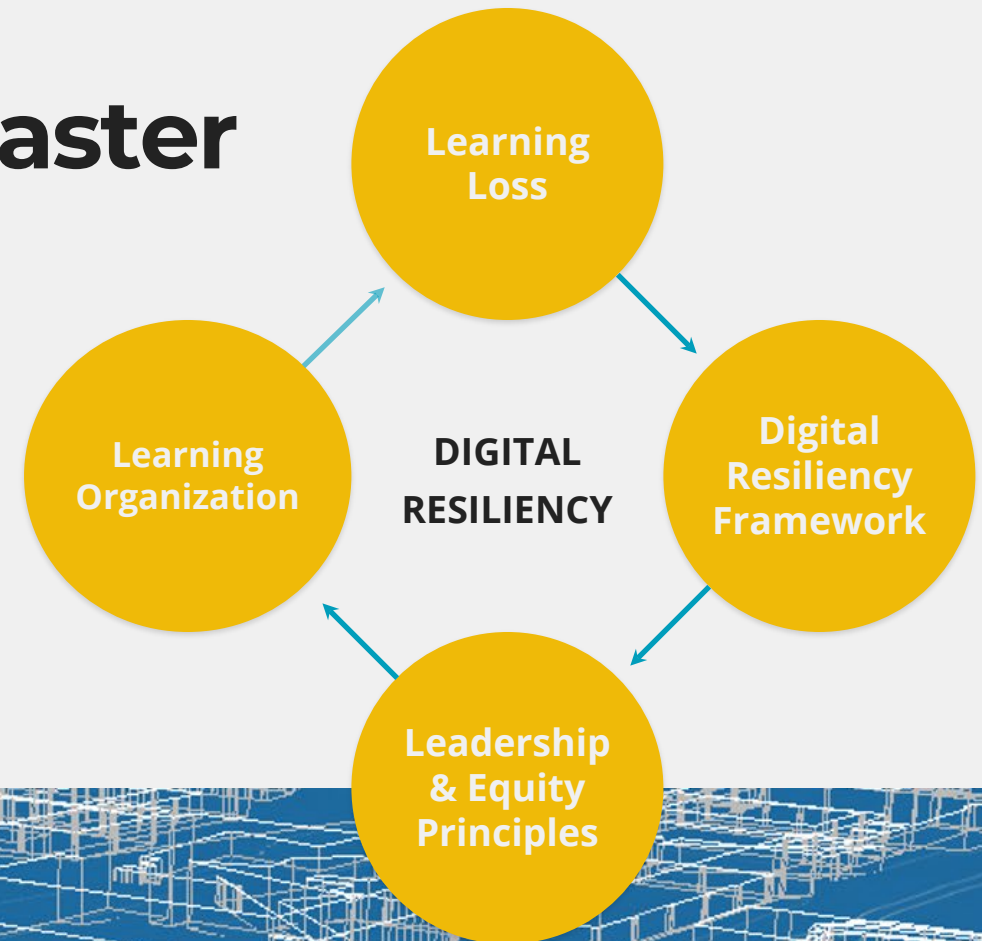 aster
Learning
Loss
Learning
Organization
DIGITAL
RESILIENCY
Digital
Resiliency
Framework
Leadership
& Equity
Principles